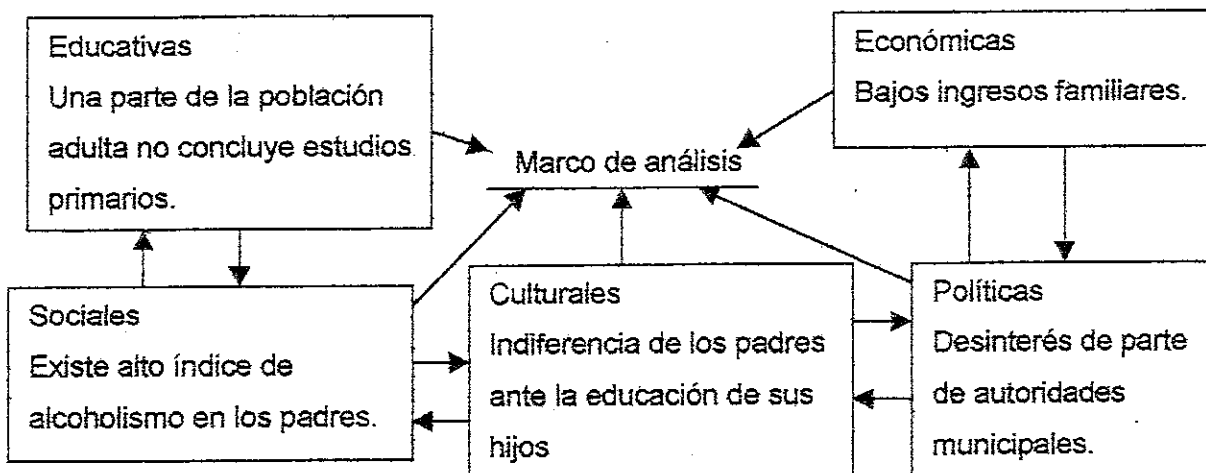 Educativas
Una parte de la población
adulta no concluye estudios
primarios.
Económicas
Bajos ingresos familiares.
Marco de análisis
Sociales
Existe alto índice de
alcoholismo en los padres.
Culturales
Indiferencia de los padres
ante la educación de sus
hijos
Políticas
Desinterés de parte
de autoridades
municipales.